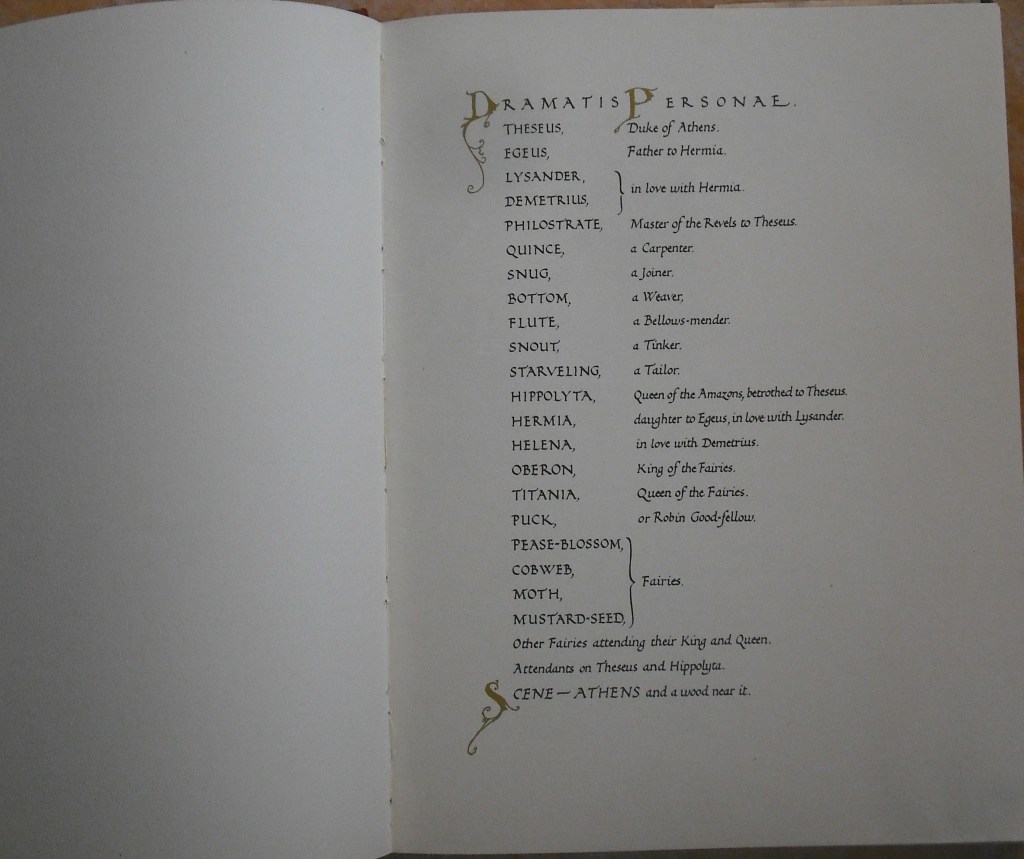 DRAMATIS PERSONAE.
THESEUS, Duke of Athens.
EGEUS, Father to Hermia.
LYSANDER,
DEMETRIUS, } in love with Hermia.
PHILOSTRATE, Master of the Revels to Theseus.
QUINCE, a Carpenter.
SNUG, a Joiner.
BOTTOM, a Weaver,
FLUTE, a Bellows-mender.
SNOUT, a Tinker.
STARVELING, a Tailor.
HIPPOLYTA, Queen of the Amazons, betrothed to Theseus.
HERMIA, daughter to Egeus, in love with Lysander.
HELENA, in love with Demetrius.
OBERON, King of the Fairies.
TITANIA, Queen of the Fairies.
PUCK, or Robin Good-fellow.
PEASE-BLOSSOM,
COBWEB,
MOTH,
MUSTARD-SEED, } Fairies.
Other Fairies attending their King and Queen.
Attendants on Theseus and Hippolyta.
SCENE—ATHENS and a wood near it.